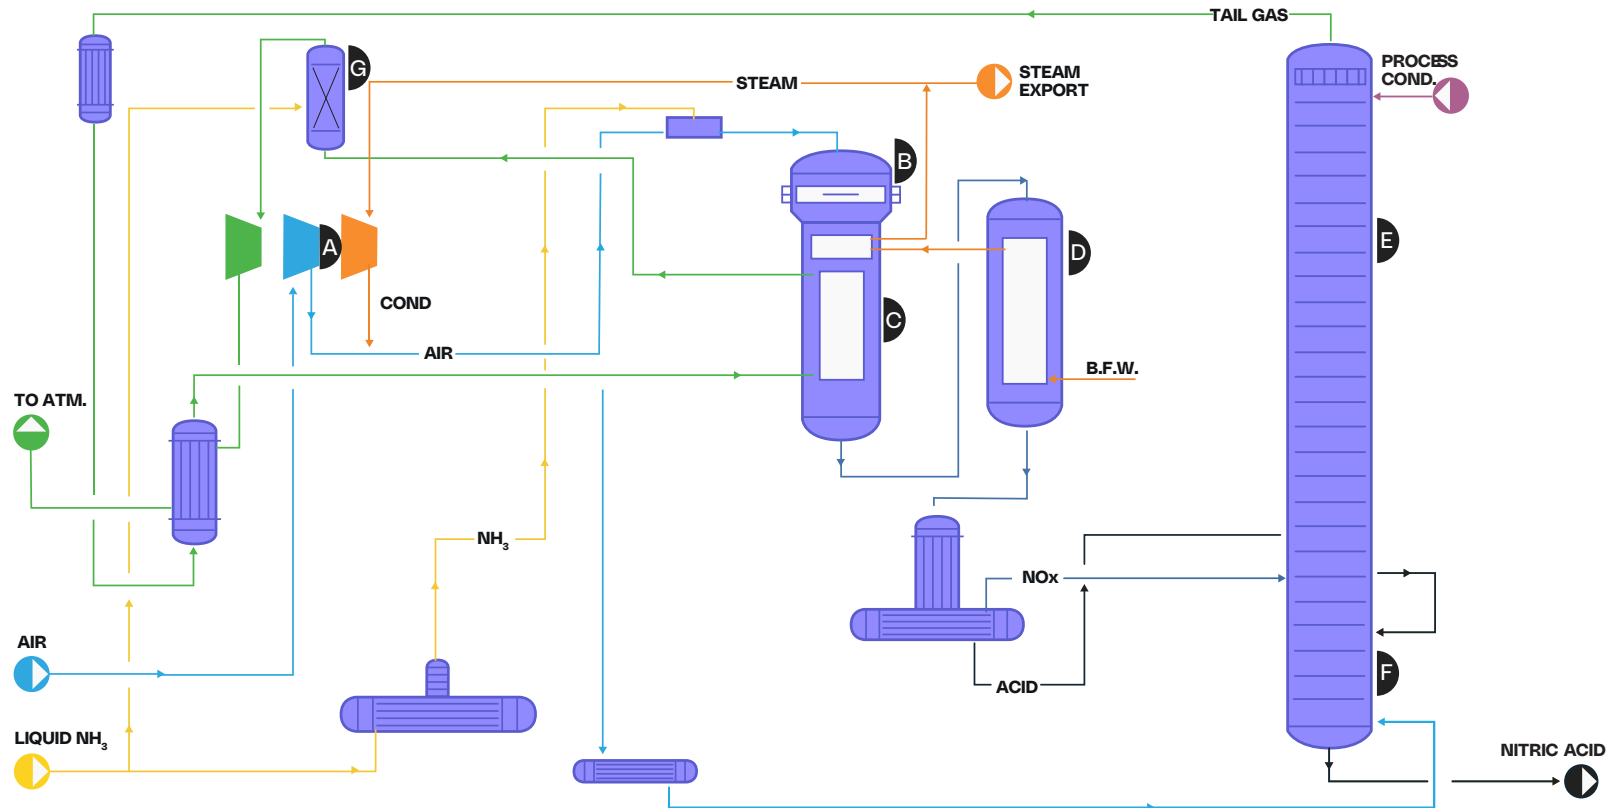 TAIL GAS
G
STEAM
STEAM
EXPORT
PROCESS
COND.
B
A
E
D
COND
C
AIR
B.F.W.
TO ATM.
NH3
NOx
AIR
F
ACID
LIQUID NH3
NITRIC ACID